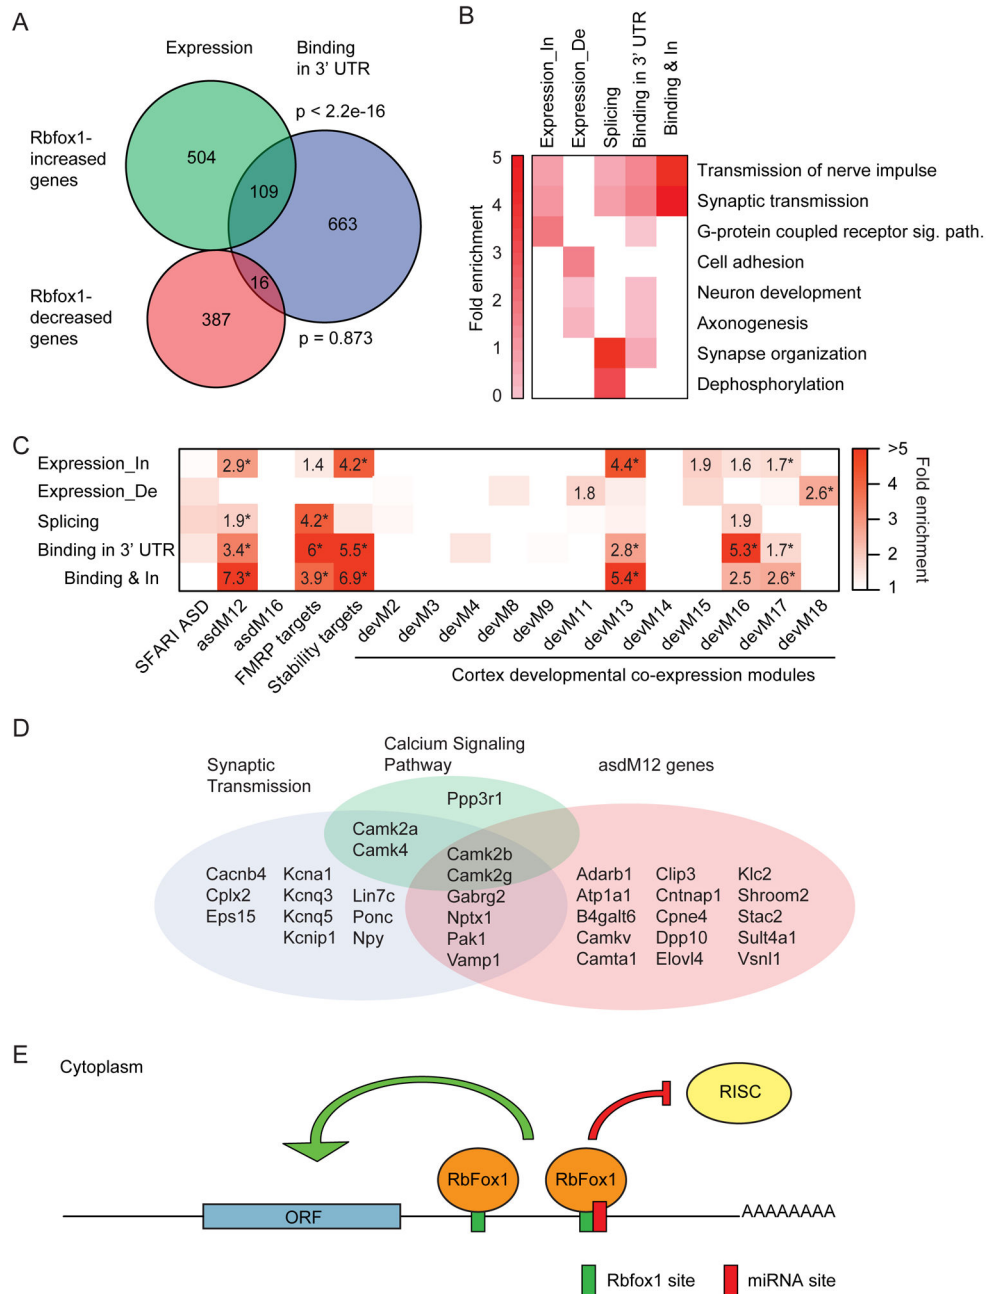 A
Expression
Binding
in 3' UTR
p < 2.2e-16
Rbfox1-
increased
genes
504
109
663
16
Rbfox1-
decreased
genes
387
p = 0.873
B
Expression_In
Expression_De
Splicing
Binding in 3' UTR
Binding & In
5
4
3
2
1
0
Fold enrichment
Transmission of nerve impulse
Synaptic transmission
G-protein coupled receptor sig. path.
Cell adhesion
Neuron development
Axonogenesis
Synapse organization
Dephosphorylation
C
Expression_In 2.9* 1.4 4.2* 4.4* 1.9 1.6 1.7*
Expression_De 1.8 2.6*
Splicing 1.9* 4.2* 1.9
Binding in 3' UTR 3.4* 6* 5.5* 2.8* 5.3* 1.7*
Binding & In 7.3* 3.9* 6.9* 5.4* 2.5 2.6*
>5
4
3
2
1
Fold enrichment
SFARI ASD
asdM12
asdM16
FMRP targets
Stability targets
devM2
devM3
devM4
devM8
devM9
devM11
devM13
devM14
devM15
devM16
devM17
devM18
Cortex developmental co-expression modules
D
Synaptic
Transmission
Calcium Signaling
Pathway
asdM12 genes
Ppp3r1
Camk2a
Camk4
Camk2b
Camk2g
Gabrg2
Nptx1
Pak1
Vamp1
Cacnb4
Cplx2
Eps15
Kcna1
Kcnq3
Kcnq5
Kcnip1
Lin7c
Ponc
Npy
Adarb1
Atp1a1
B4galt6
Camkv
Camta1
Clip3
Cntnap1
Cpne4
Dpp10
Elovl4
Klc2
Shroom2
Stac2
Sult4a1
Vsnl1
E
Cytoplasm
RISC
RbFox1
RbFox1
ORF
AAAAAAAA
Rbfox1 site
miRNA site